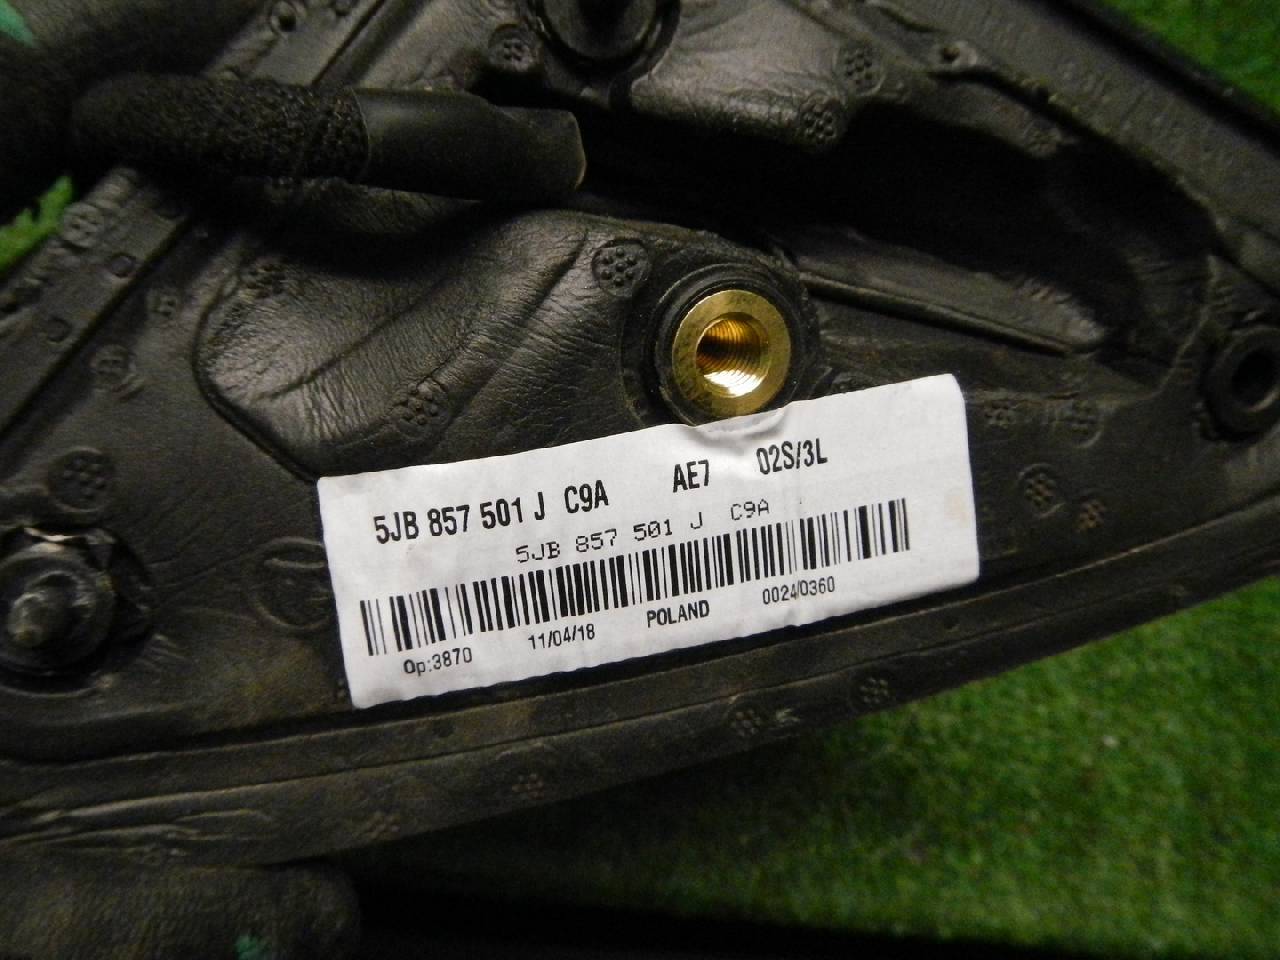 5JB 857 501 J C9A AE7 02S/3L
5JB 857 501 J C9A
Op:3870 11/04/18 POLAND 0024/0360